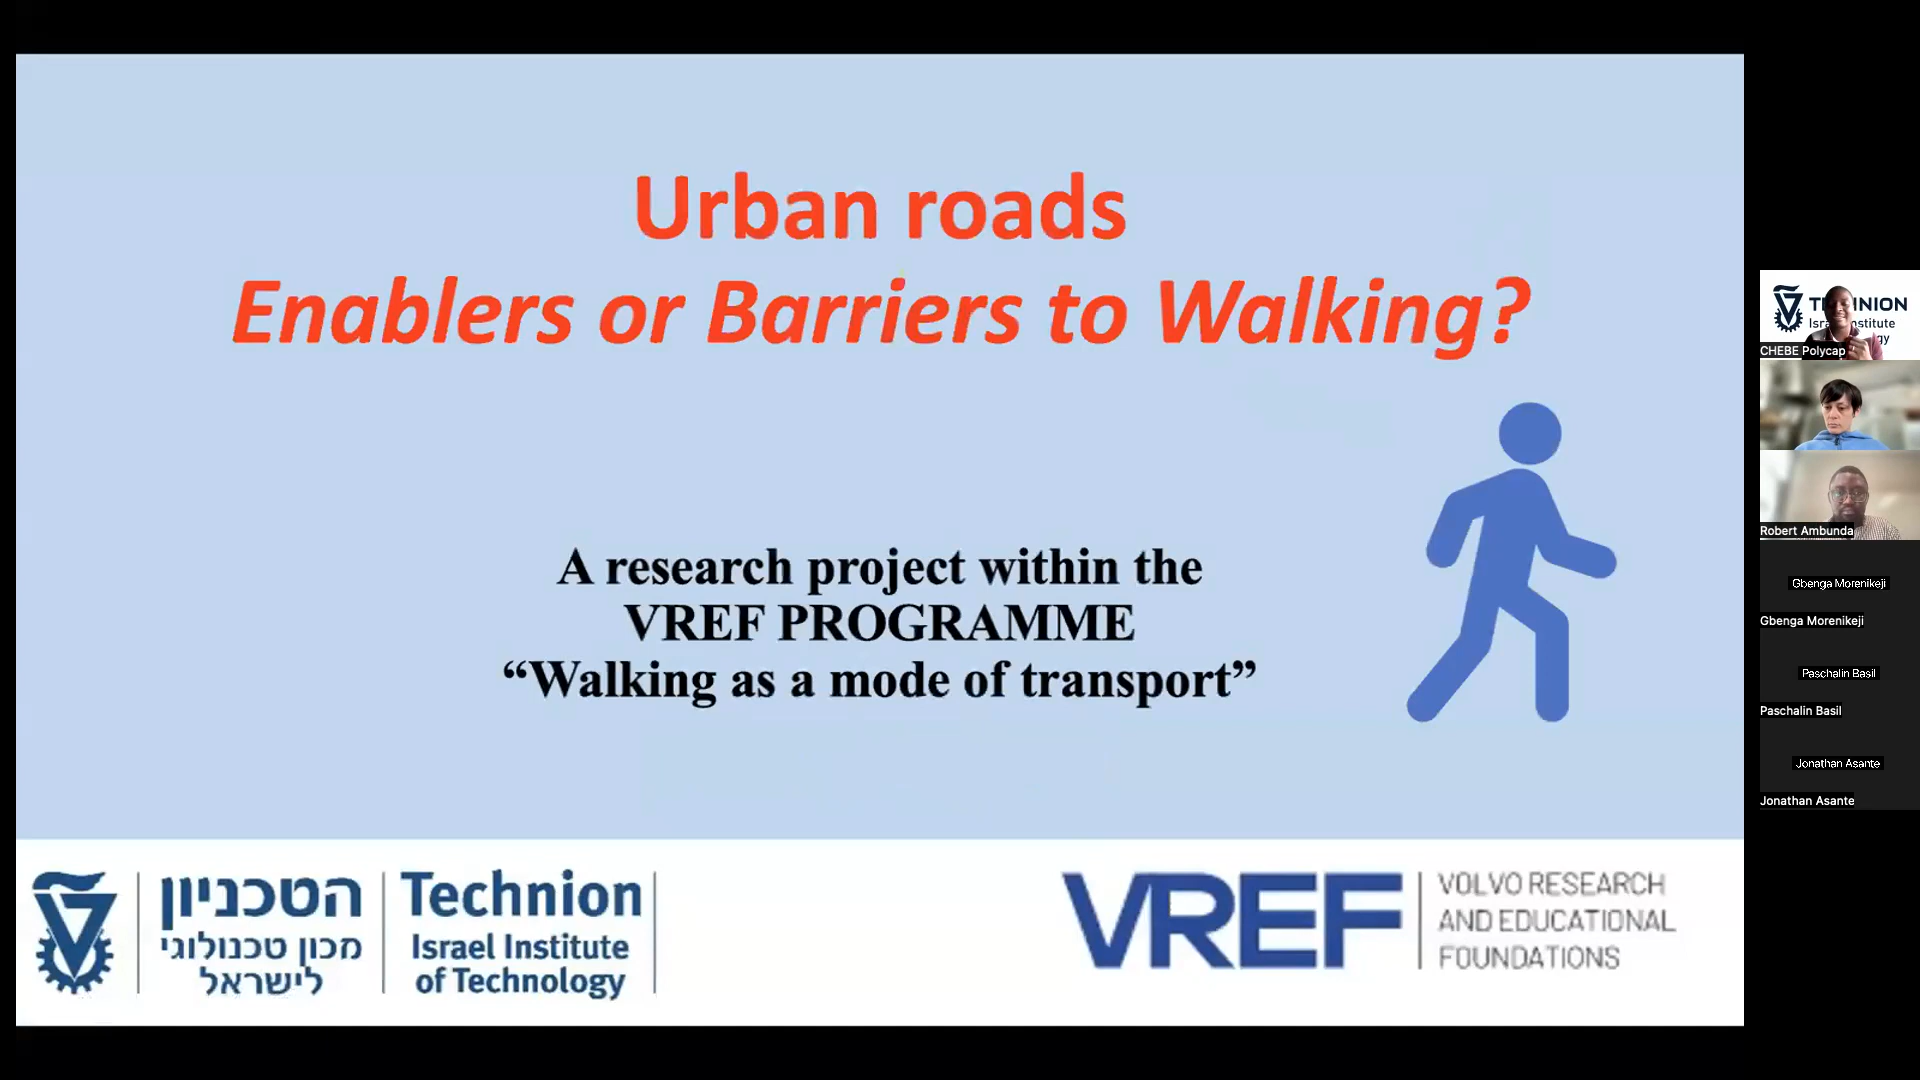 Urban roads
Enablers or Barriers to Walking?
A research project within the
VREF PROGRAMME
“Walking as a mode of transport”
הטכניון
מכון טכנולוגי
לישראל
Technion
Israel Institute
of Technology
VREF
VOLVO RESEARCH
AND EDUCATIONAL
FOUNDATIONS
CHEBE Polycap
Robert Ambunda
Gbenga Morenikeji
Gbenga Morenikeji
Paschalin Basil
Paschalin Basil
Jonathan Asante
Jonathan Asante